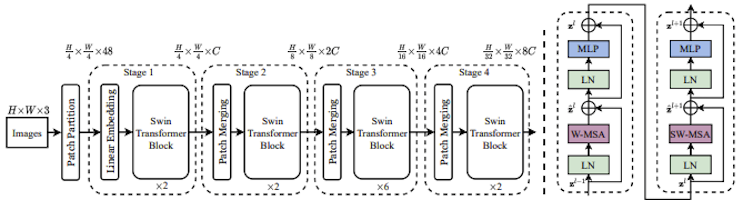 H/4 × W/4 × 48
H/4 × W/4 × C
H/8 × W/8 × 2C
H/16 × W/16 × 4C
H/32 × W/32 × 8C
H×W×3
Images
Patch Partition
Stage 1
Linear Embedding
Swin
Transformer
Block
×2
Stage 2
Patch Merging
Swin
Transformer
Block
×2
Stage 3
Patch Merging
Swin
Transformer
Block
×6
Stage 4
Patch Merging
Swin
Transformer
Block
×2
z^l
MLP
LN
ẑ^l
W-MSA
LN
z^{l-1}
z^{l+1}
MLP
LN
ẑ^{l+1}
SW-MSA
LN
z^l